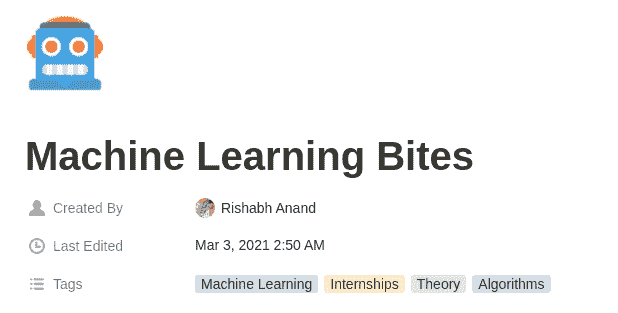 Machine Learning Bites
Created By Rishabh Anand
Last Edited Mar 3, 2021 2:50 AM
Tags Machine Learning Internships Theory Algorithms